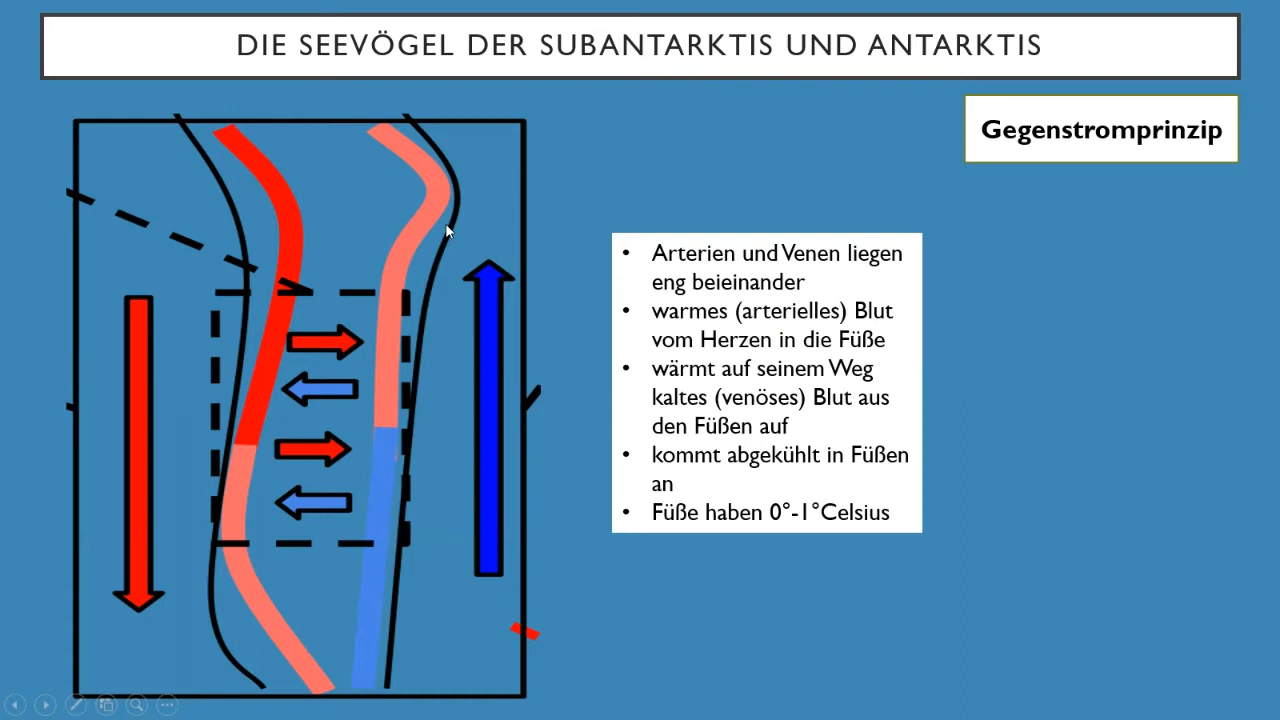 DIE SEEVÖGEL DER SUBANTARKTIS UND ANTARKTIS
Gegenstromprinzip
• Arterien und Venen liegen
eng beieinander
• warmes (arterielles) Blut
vom Herzen in die Füße
• wärmt auf seinem Weg
kaltes (venöses) Blut aus
den Füßen auf
• kommt abgekühlt in Füßen
an
• Füße haben 0°-1°Celsius